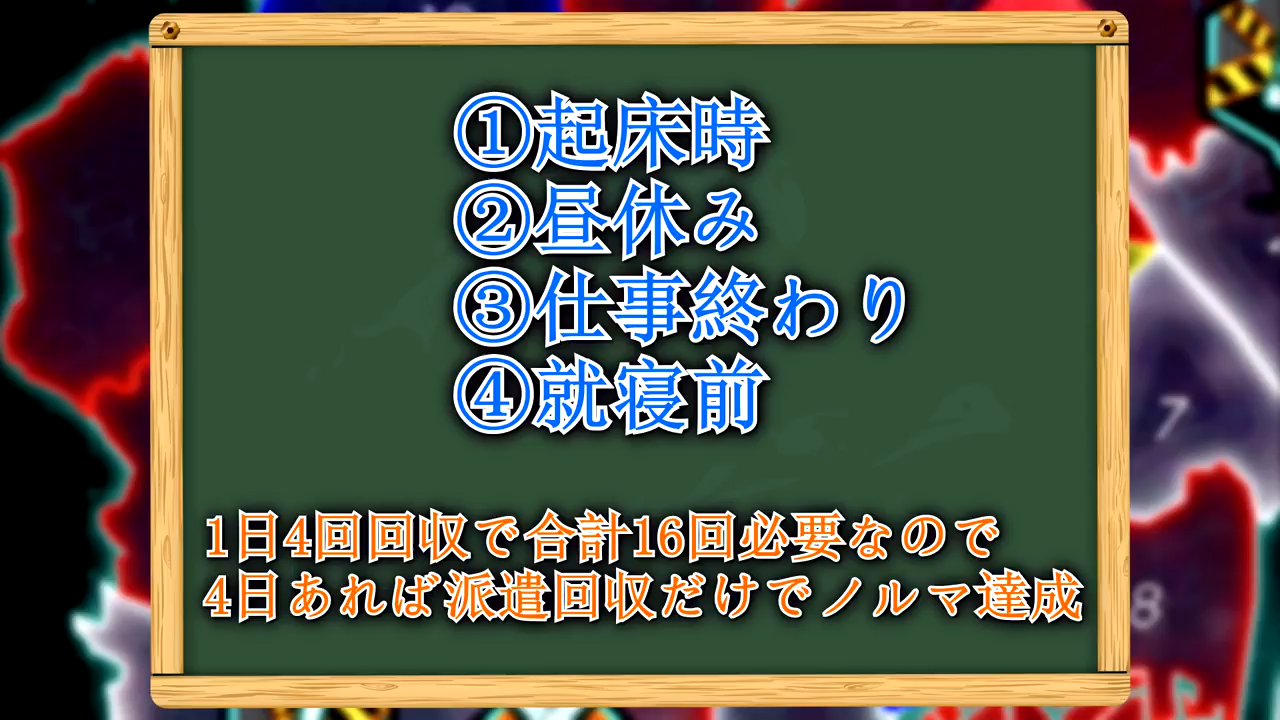 ①起床時
②昼休み
③仕事終わり
④就寝前
1日4回回収で合計16回必要なので
4日あれば派遣回収だけでノルマ達成
7
8